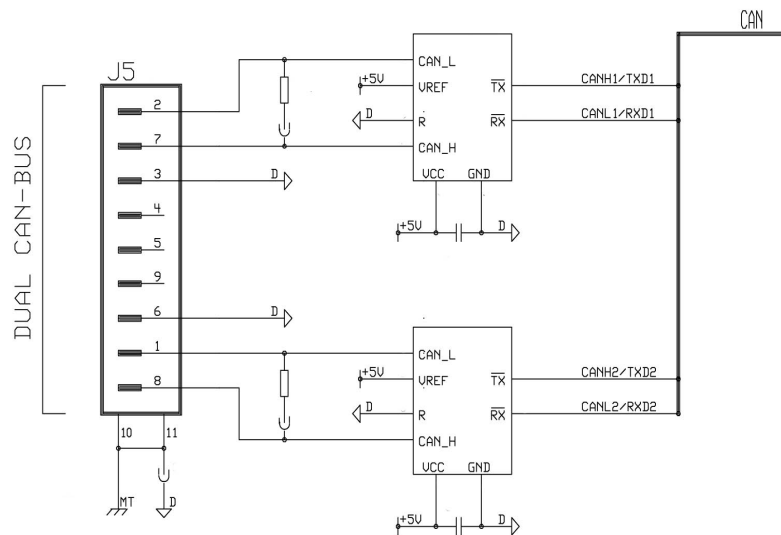 CAN
J5
DUAL CAN-BUS
2
7
3
4
5
9
6
1
8
10
11
MT
D
D
D
CAN_L
+5V
VREF
TX
CANH1/TXD1
D
R
RX
CANL1/RXD1
CAN_H
VCC
GND
+5V
D
CAN_L
+5V
VREF
TX
CANH2/TXD2
D
R
RX
CANL2/RXD2
CAN_H
VCC
GND
+5V
D